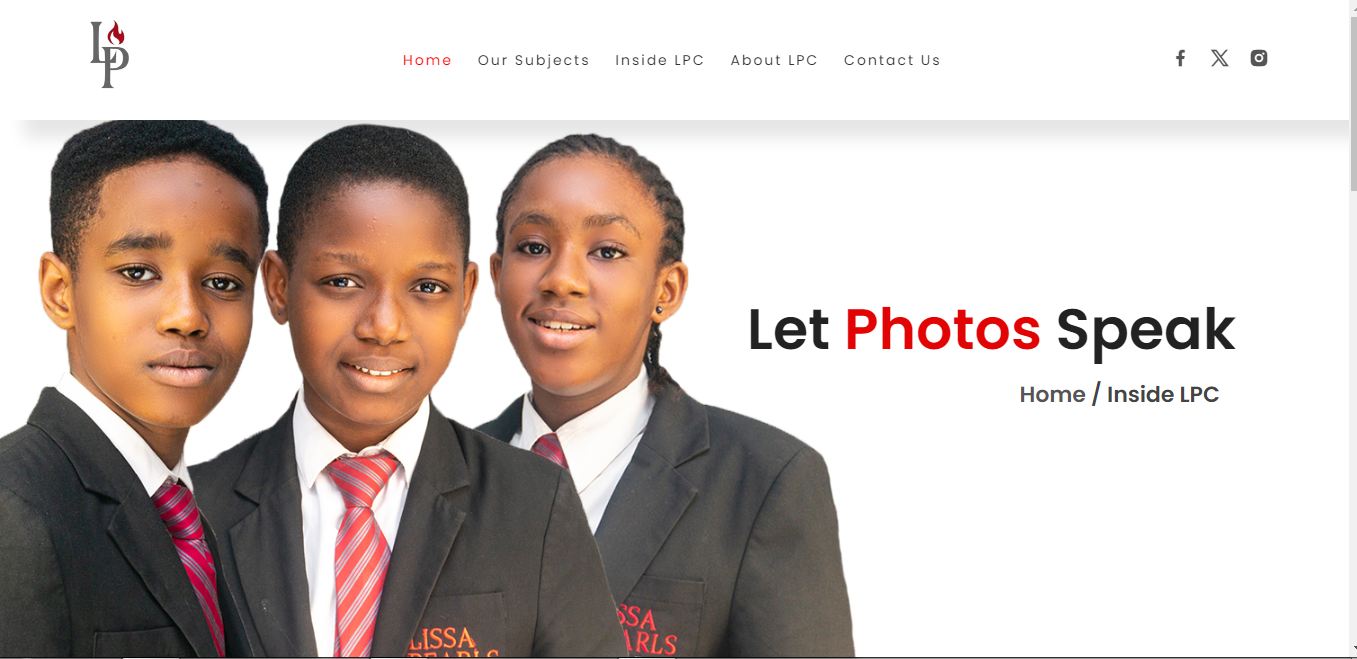 LP
Home Our Subjects Inside LPC About LPC Contact Us
Let Photos Speak
Home / Inside LPC
LISSA
PEARLS
SSA
ARLS